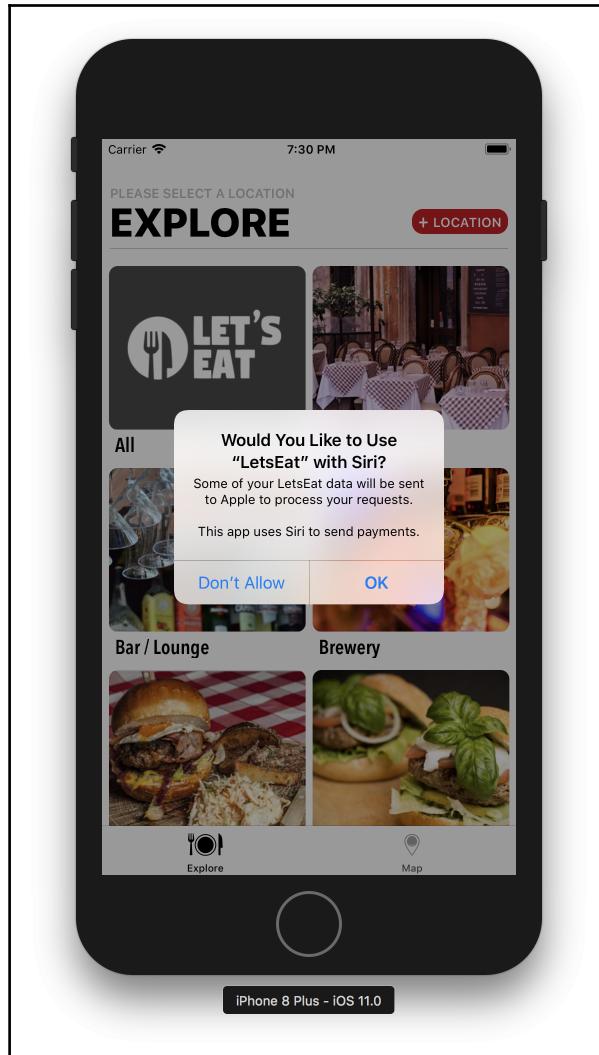 Carrier 7:30 PM
PLEASE SELECT A LOCATION
EXPLORE
+ LOCATION
LET'S
EAT
All
Would You Like to Use
“LetsEat” with Siri?
Some of your LetsEat data will be sent
to Apple to process your requests.
This app uses Siri to send payments.
Don’t Allow
OK
Bar / Lounge
Brewery
Explore
Map
iPhone 8 Plus - iOS 11.0